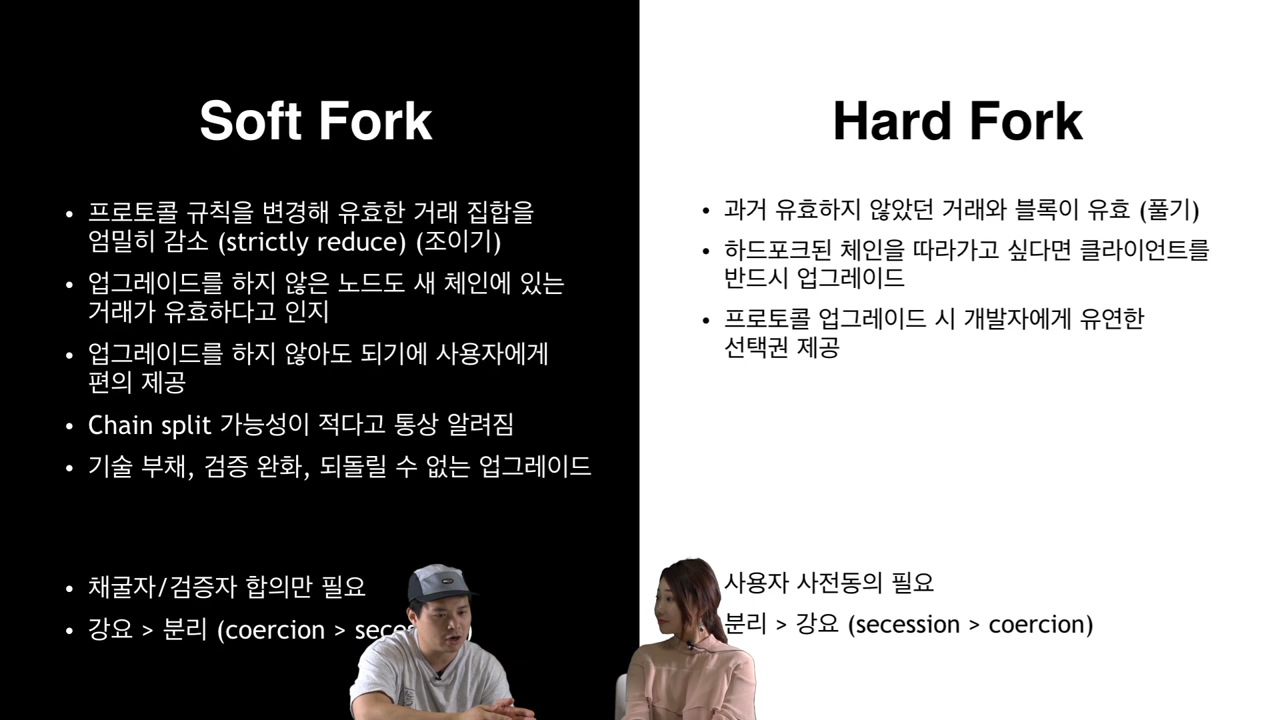 Soft Fork
• 프로토콜 규칙을 변경해 유효한 거래 집합을
엄밀히 감소 (strictly reduce) (조이기)
• 업그레이드를 하지 않은 노드도 새 체인에 있는
거래가 유효하다고 인지
• 업그레이드를 하지 않아도 되기에 사용자에게
편의 제공
• Chain split 가능성이 적다고 통상 알려짐
• 기술 부채, 검증 완화, 되돌릴 수 없는 업그레이드
• 채굴자/검증자 합의만 필요
• 강요 > 분리 (coercion >
Hard Fork
• 과거 유효하지 않았던 거래와 블록이 유효 (풀기)
• 하드포크된 체인을 따라가고 싶다면 클라이언트를
반드시 업그레이드
• 프로토콜 업그레이드 시 개발자에게 유연한
선택권 제공
사용자 사전동의 필요
분리 > 강요 (secession > coercion)